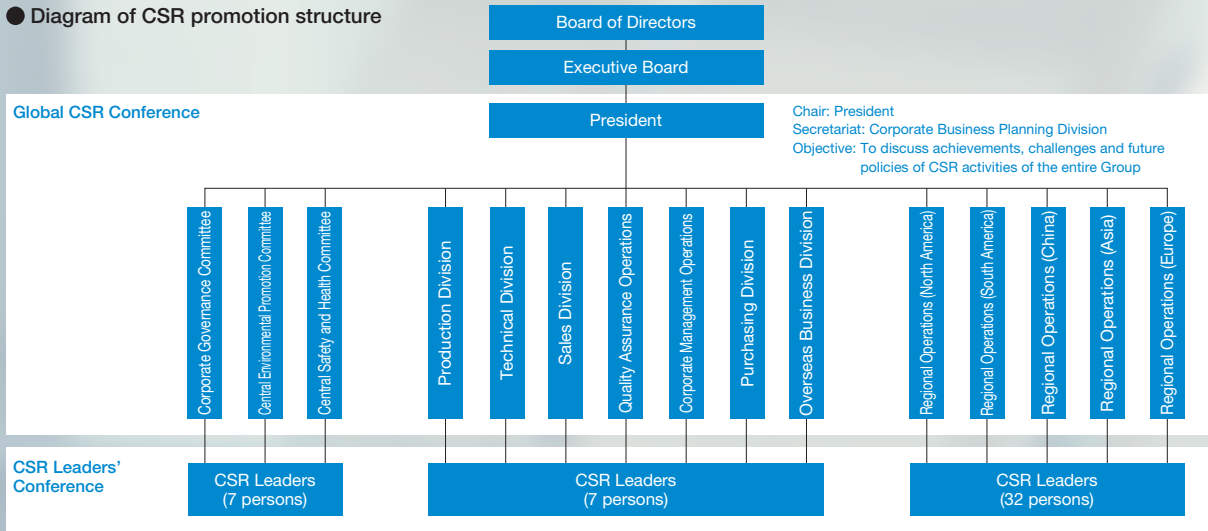 ● Diagram of CSR promotion structure
Board of Directors
Executive Board
Global CSR Conference
President
Chair: President
Secretariat: Corporate Business Planning Division
Objective: To discuss achievements, challenges and future
policies of CSR activities of the entire Group
Corporate Governance Committee
Central Environmental Promotion Committee
Central Safety and Health Committee
Production Division
Technical Division
Sales Division
Quality Assurance Operations
Corporate Management Operations
Purchasing Division
Overseas Business Division
Regional Operations (North America)
Regional Operations (South America)
Regional Operations (China)
Regional Operations (Asia)
Regional Operations (Europe)
CSR Leaders'
Conference
CSR Leaders
(7 persons)
CSR Leaders
(7 persons)
CSR Leaders
(32 persons)